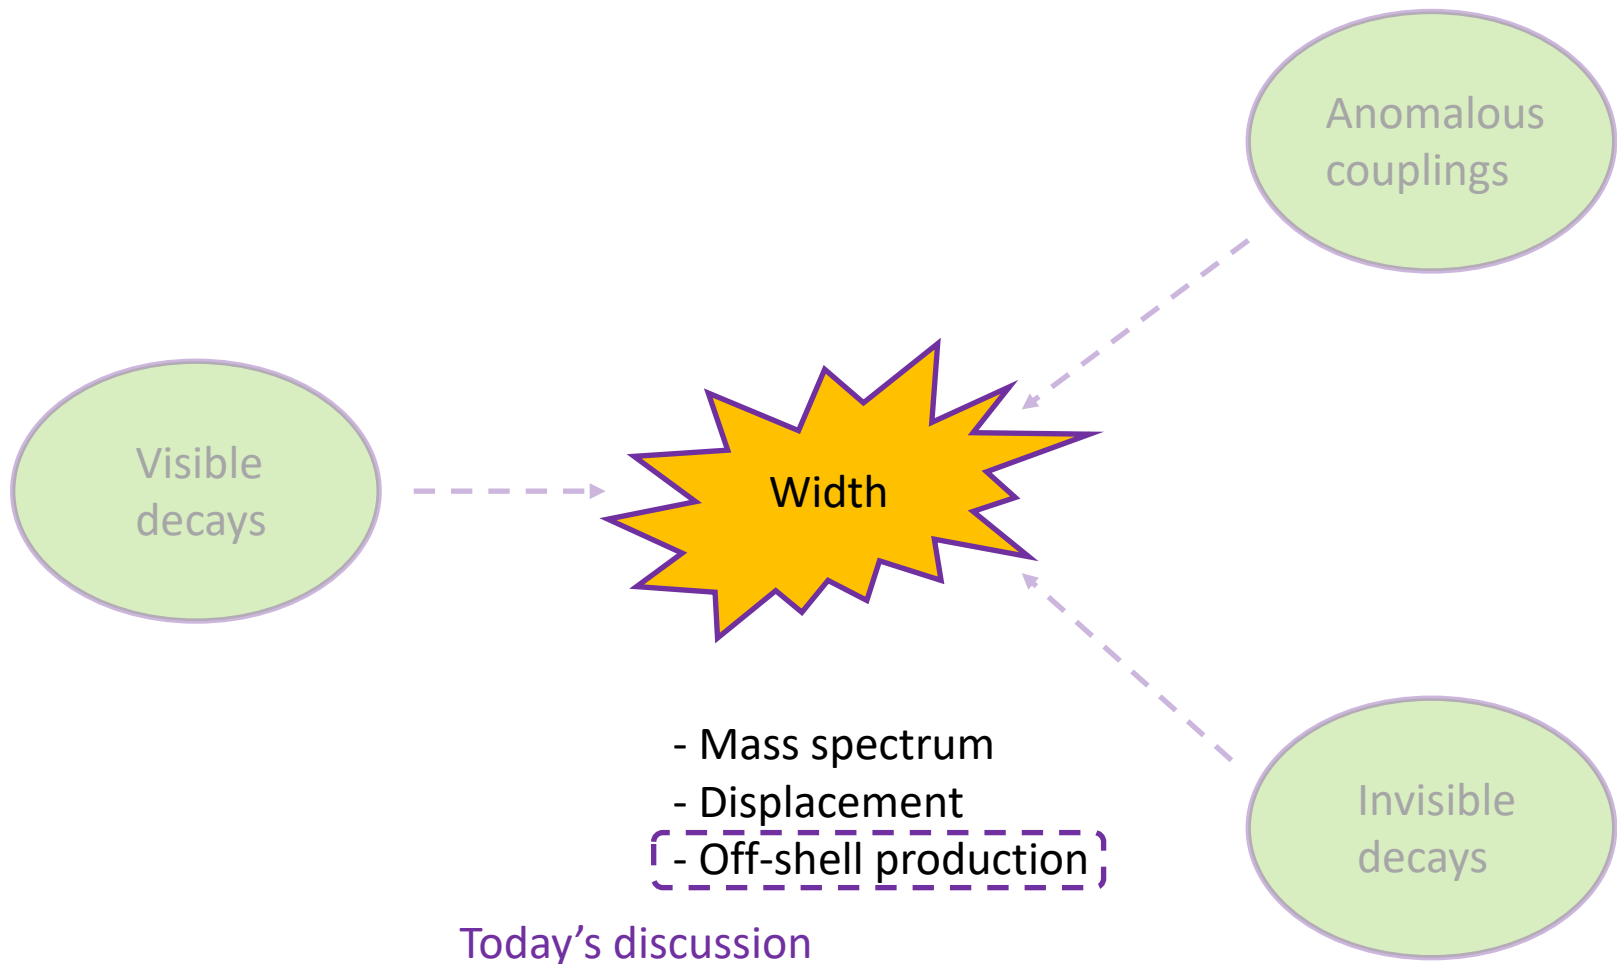 Anomalous
couplings
Visible
decays
Width
- Mass spectrum
- Displacement
- Off-shell production
Invisible
decays
Today’s discussion